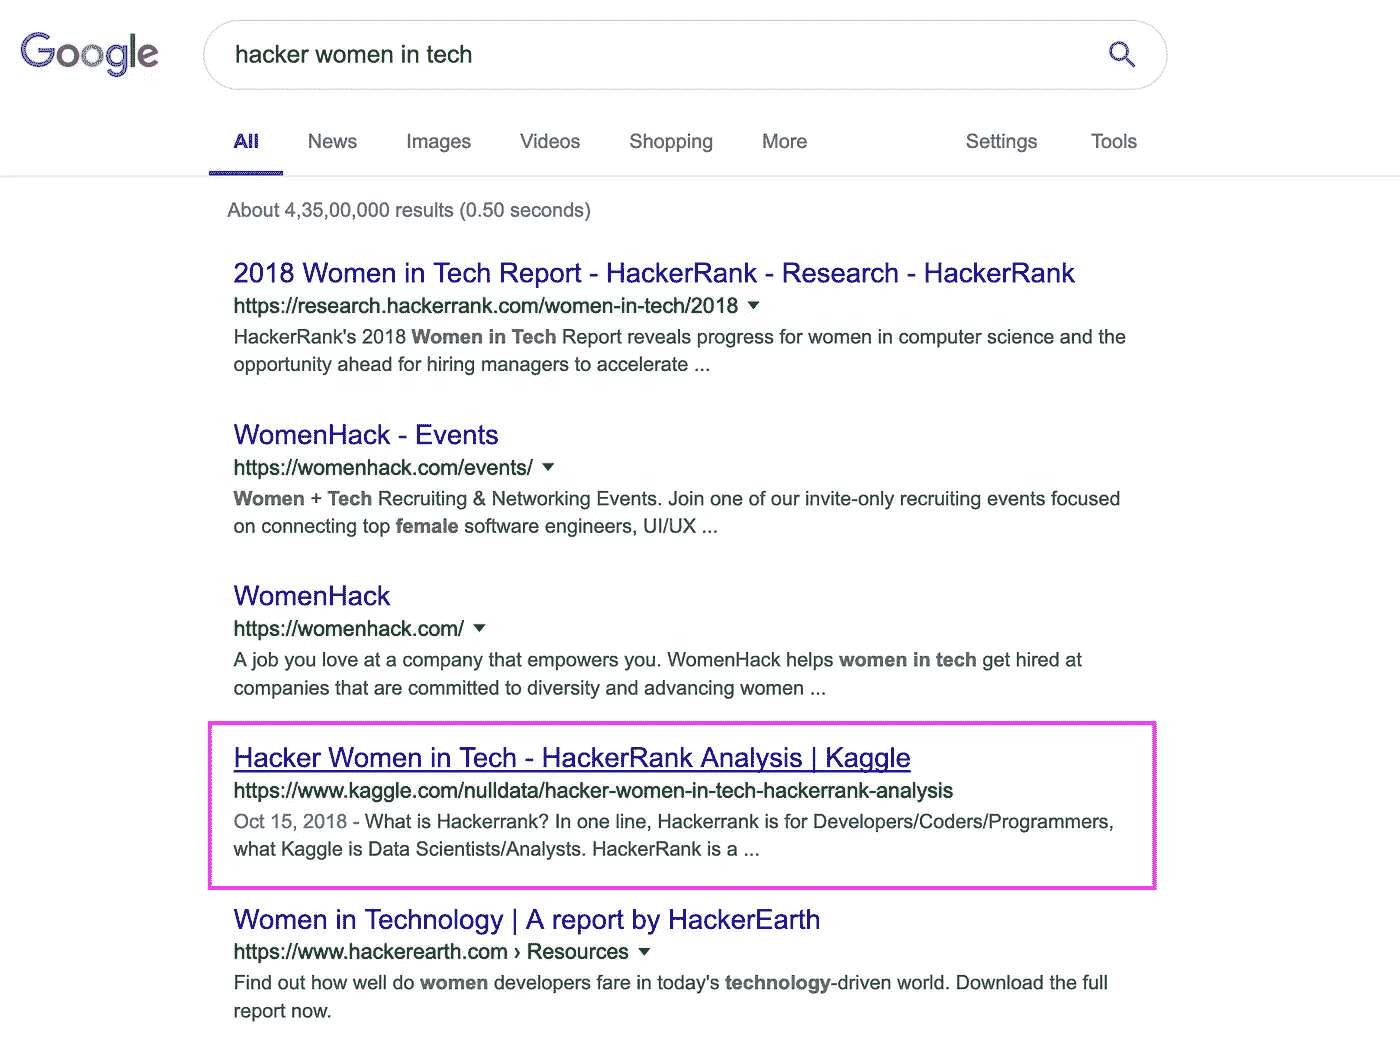 Google
hacker women in tech
All News Images Videos Shopping More Settings Tools
About 4,35,00,000 results (0.50 seconds)
2018 Women in Tech Report - HackerRank - Research - HackerRank
https://research.hackerrank.com/women-in-tech/2018
HackerRank's 2018 Women in Tech Report reveals progress for women in computer science and the
opportunity ahead for hiring managers to accelerate ...
WomenHack - Events
https://womenhack.com/events/
Women + Tech Recruiting & Networking Events. Join one of our invite-only recruiting events focused
on connecting top female software engineers, UI/UX ...
WomenHack
https://womenhack.com/
A job you love at a company that empowers you. WomenHack helps women in tech get hired at
companies that are committed to diversity and advancing women ...
Hacker Women in Tech - HackerRank Analysis | Kaggle
https://www.kaggle.com/nulldata/hacker-women-in-tech-hackerrank-analysis
Oct 15, 2018 - What is Hackerrank? In one line, Hackerrank is for Developers/Coders/Programmers,
what Kaggle is Data Scientists/Analysts. HackerRank is a ...
Women in Technology | A report by HackerEarth
https://www.hackerearth.com › Resources
Find out how well do women developers fare in today's technology-driven world. Download the full
report now.